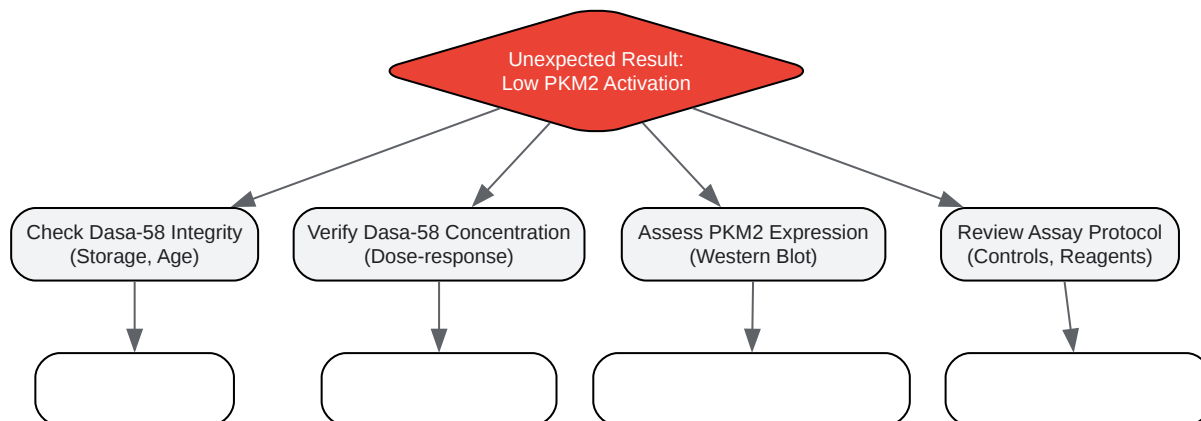 Unexpected Result:
Low PKM2 Activation
Check Dasa-58 Integrity
(Storage, Age)
Verify Dasa-58 Concentration
(Dose-response)
Assess PKM2 Expression
(Western Blot)
Review Assay Protocol
(Controls, Reagents)